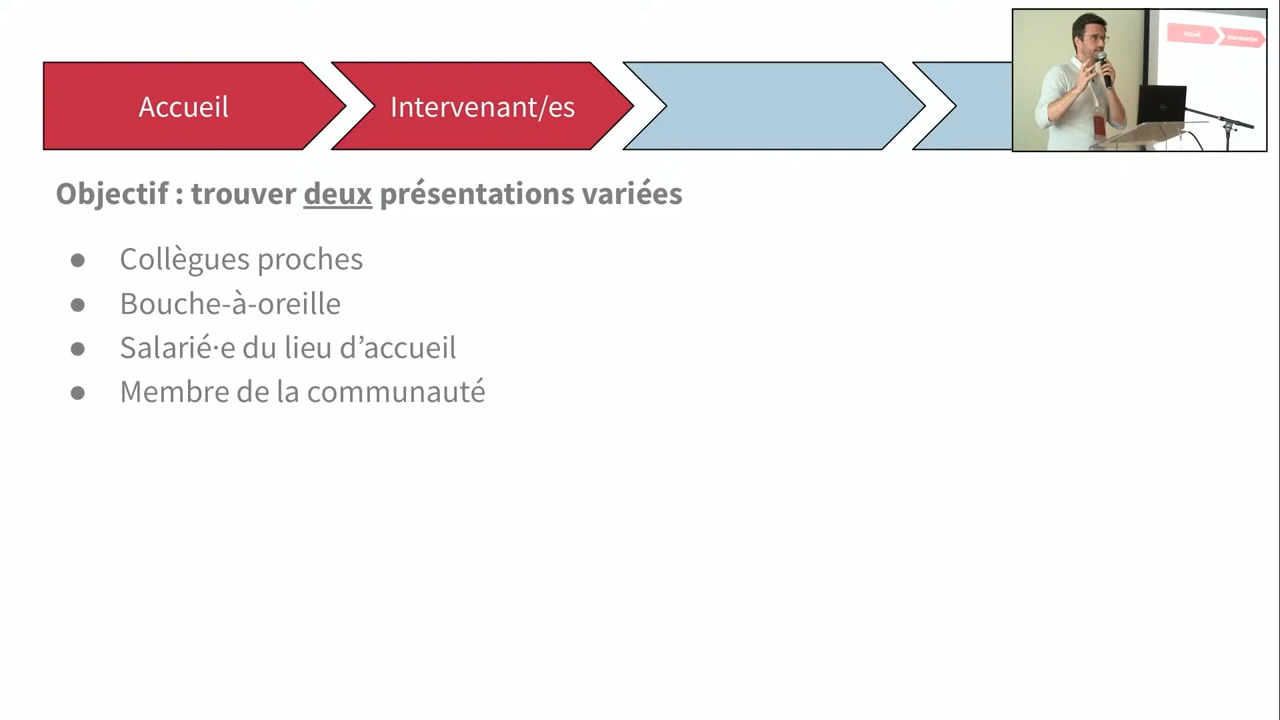 Accueil
Intervenant/es
Objectif : trouver deux présentations variées
● Collègues proches
● Bouche-à-oreille
● Salarié·e du lieu d’accueil
● Membre de la communauté